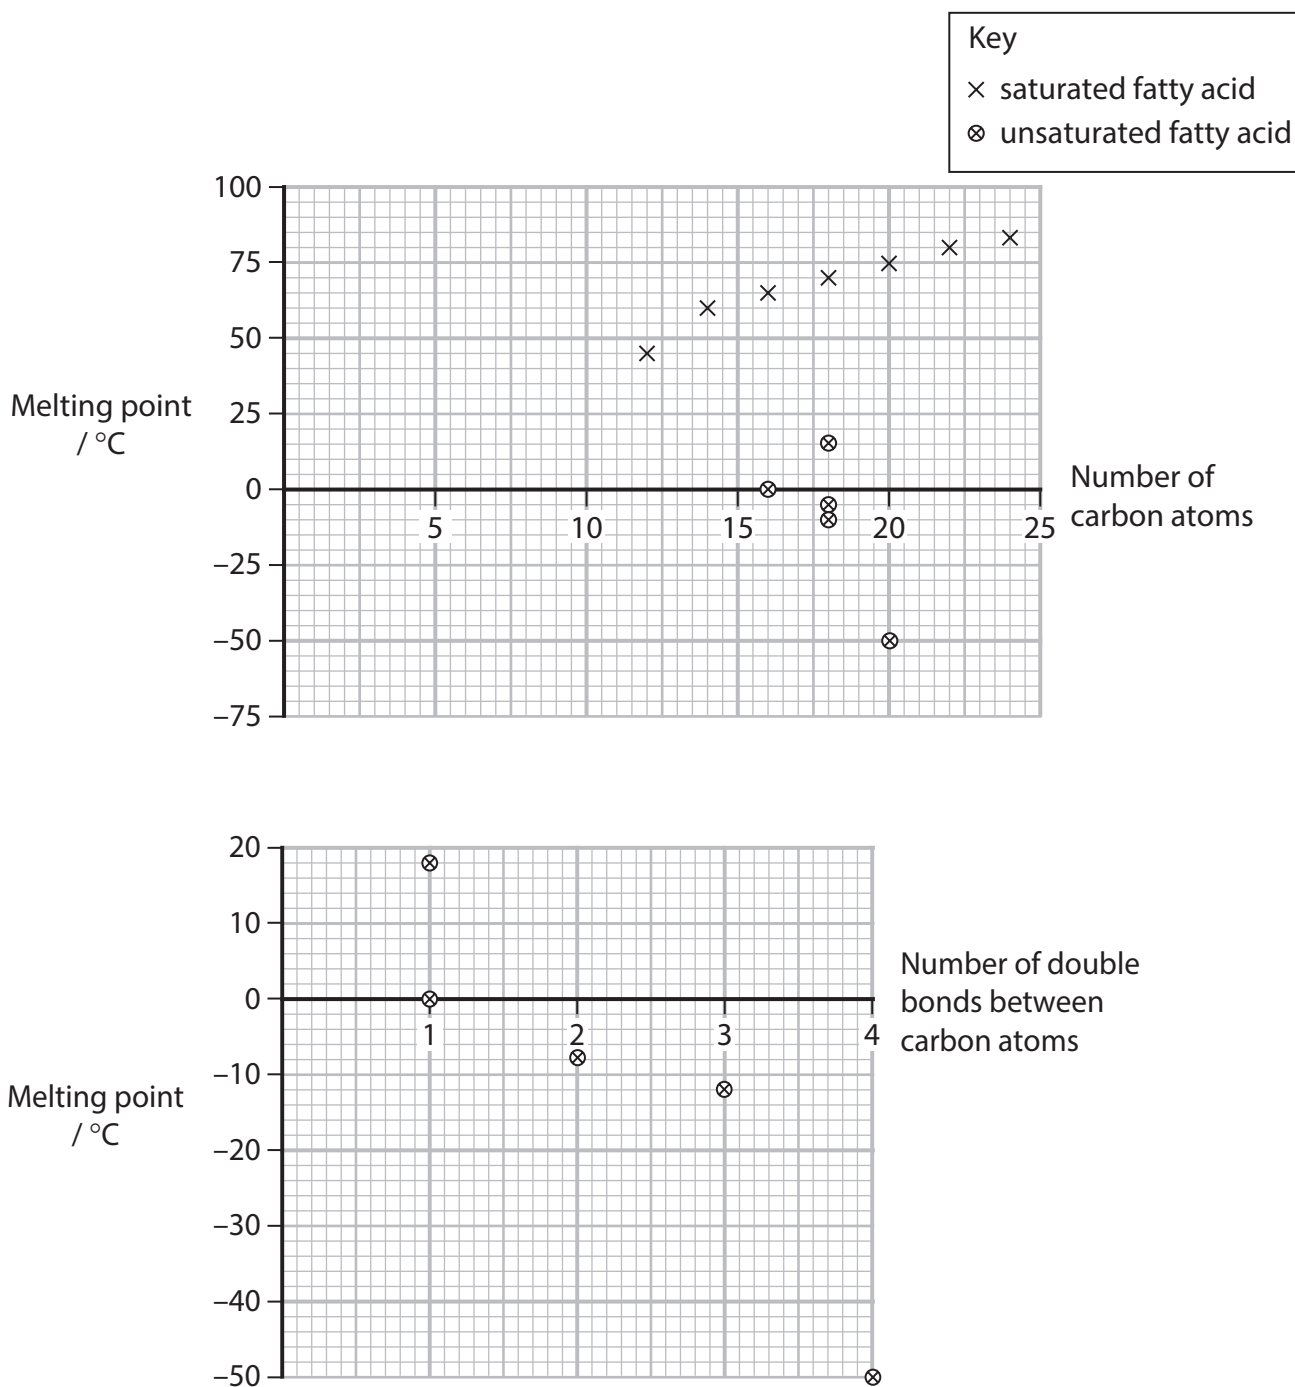 Key
saturated fatty acid
unsaturated fatty acid
100
75
50
25
0
–25
–50
–75
Melting point
/ °C
5 10 15 20 25
Number of
carbon atoms
20
10
0
–10
–20
–30
–40
–50
Melting point
/ °C
1 2 3 4
Number of double
bonds between
carbon atoms